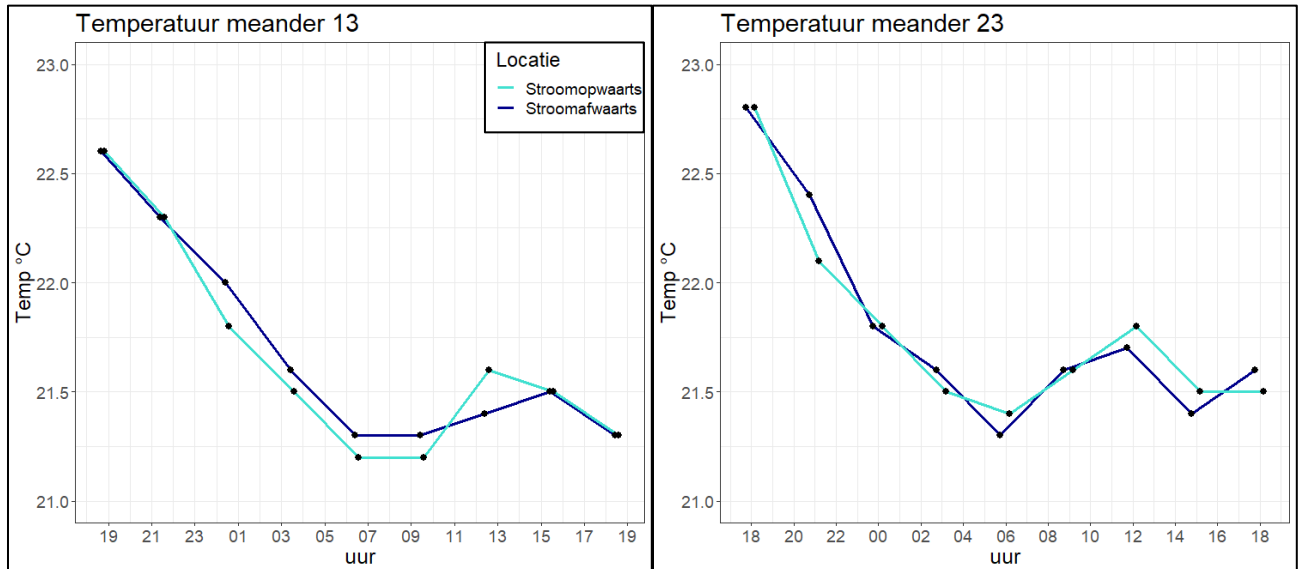 Temperatuur meander 13
Locatie
Stroomopwaarts
Stroomafwaarts
Temp °C
23.0
22.5
22.0
21.5
21.0
19 21 23 01 03 05 07 09 11 13 15 17 19
uur
Temperatuur meander 23
Temp °C
23.0
22.5
22.0
21.5
21.0
18 20 22 00 02 04 06 08 10 12 14 16 18
uur